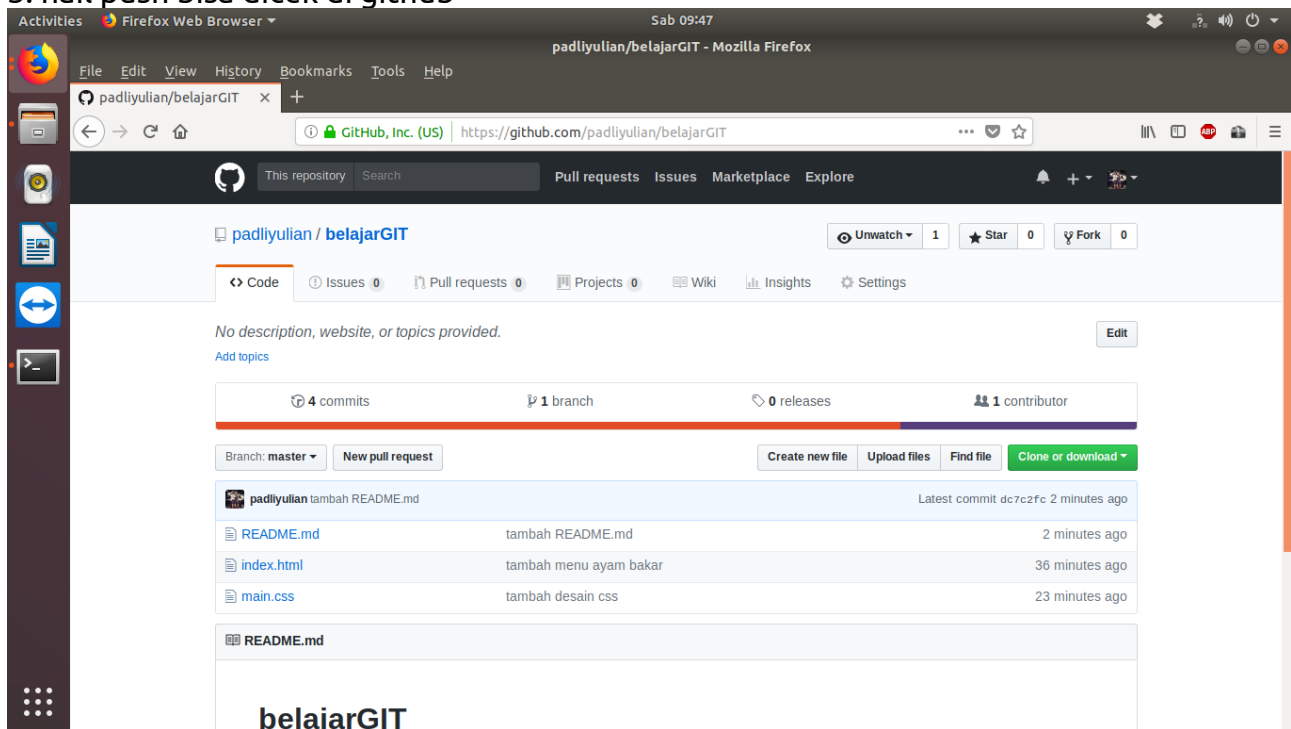 push bisa dicek di github
Activities Firefox Web Browser Sab 09:47
padliyulian/belajarGIT - Mozilla Firefox
File Edit View History Bookmarks Tools Help
padliyulian/belajarGIT × +
GitHub, Inc. (US) https://github.com/padliyulian/belajarGIT ABP
This repository Search Pull requests Issues Marketplace Explore
padliyulian / belajarGIT Unwatch 1 Star 0 Fork 0
Code Issues 0 Pull requests 0 Projects 0 Wiki Insights Settings
No description, website, or topics provided. Edit
Add topics
4 commits 1 branch 0 releases 1 contributor
Branch: master New pull request Create new file Upload files Find file Clone or download
padliyulian tambah README.md Latest commit dc7c2fc 2 minutes ago
README.md tambah README.md 2 minutes ago
index.html tambah menu ayam bakar 36 minutes ago
main.css tambah desain css 23 minutes ago
README.md
belajarGIT